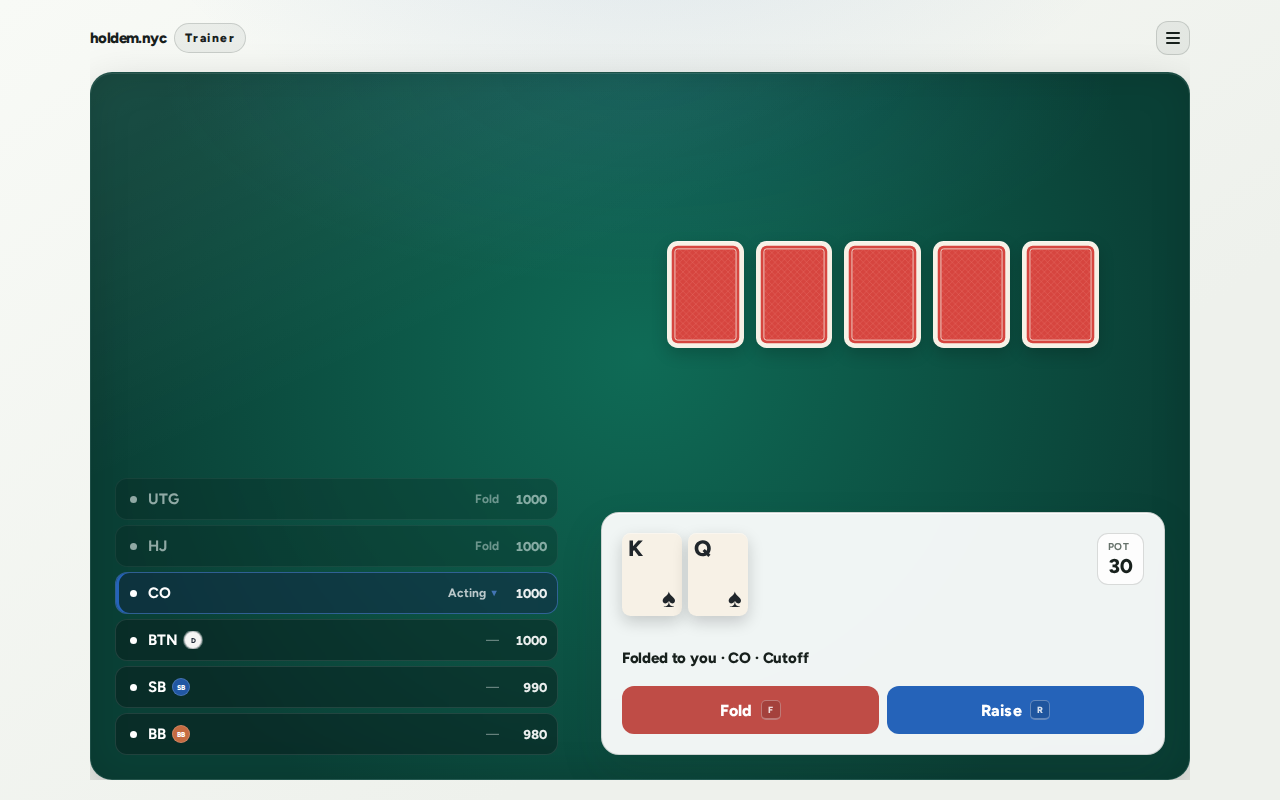 holdem.nyc Trainer
UTG Fold 1000
HJ Fold 1000
CO Acting ▼ 1000
BTN D — 1000
SB SB — 990
BB BB — 980
K Q
POT
30
Folded to you · CO · Cutoff
Fold F
Raise R